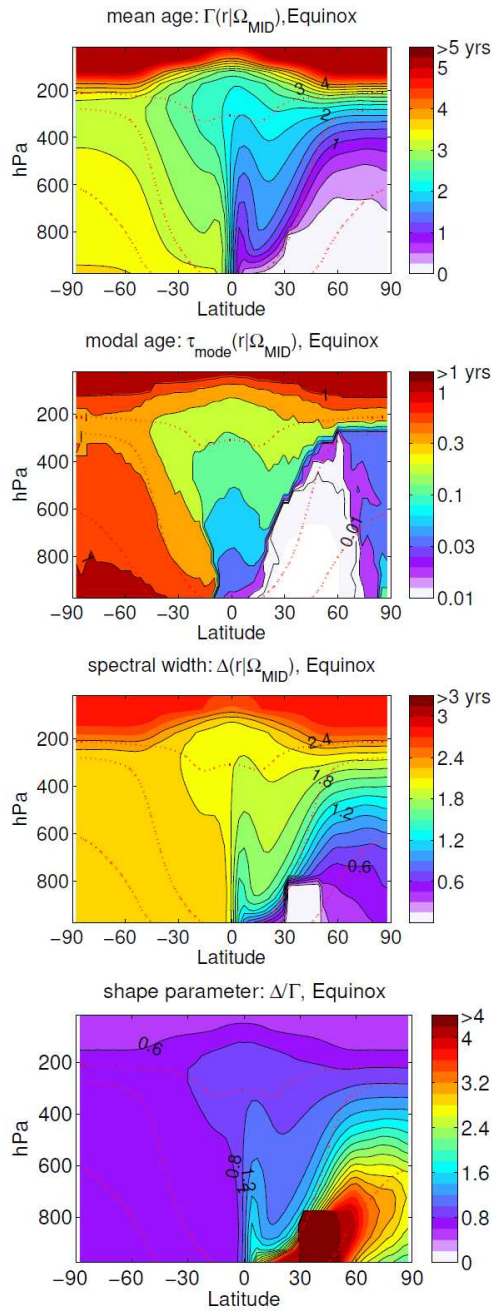 mean age: Γ(r|Ω_MID),Equinox
>5 yrs
5
4
3
2
1
0
200
400
600
800
hPa
4
3
2
1
−90 −60 −30 0 30 60 90
Latitude
modal age: τ_mode(r|Ω_MID), Equinox
>1 yrs
1
0.3
0.1
0.03
0.01
200
400
600
800
hPa
1
0.01
−90 −60 −30 0 30 60 90
Latitude
spectral width: Δ(r|Ω_MID), Equinox
>3 yrs
3
2.4
1.8
1.2
0.6
200
400
600
800
hPa
2.4
1.8
1.2
0.6
−90 −60 −30 0 30 60 90
Latitude
shape parameter: Δ/Γ, Equinox
>4
4
3.2
2.4
1.6
0.8
0
200
400
600
800
hPa
0.6
0.8
1.2
−90 −60 −30 0 30 60 90
Latitude